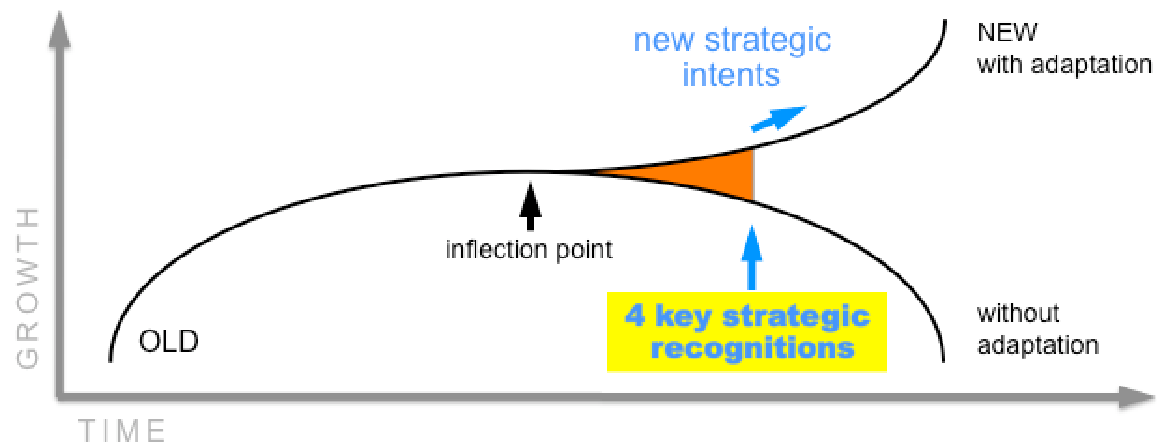 new strategic
intents
NEW
with adaptation
GROWTH
inflection point
4 key strategic
recognitions
without
adaptation
OLD
TIME